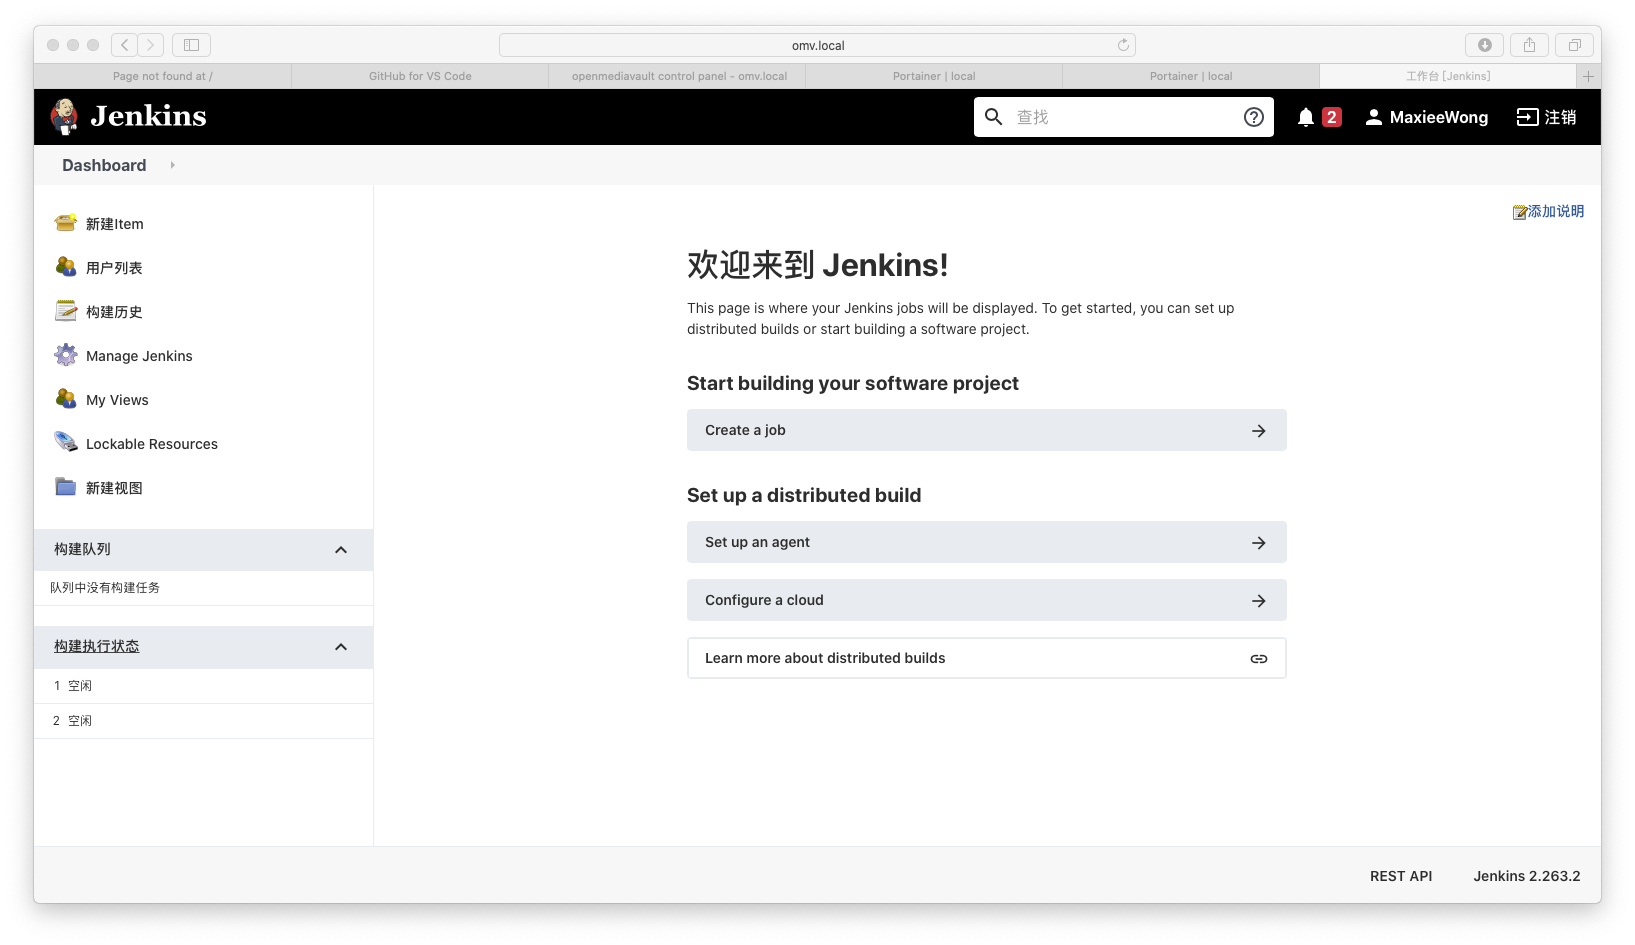 omv.local
Page not found at /
GitHub for VS Code
openmediavault control panel - omv.local
Portainer | local
Portainer | local
工作台 [Jenkins]
Jenkins
查找
2
MaxieeWong
注销
Dashboard
添加说明
新建Item
用户列表
构建历史
Manage Jenkins
My Views
Lockable Resources
新建视图
构建队列
队列中没有构建任务
构建执行状态
1 空闲
2 空闲
欢迎来到 Jenkins!
This page is where your Jenkins jobs will be displayed. To get started, you can set up
distributed builds or start building a software project.
Start building your software project
Create a job
Set up a distributed build
Set up an agent
Configure a cloud
Learn more about distributed builds
REST API
Jenkins 2.263.2